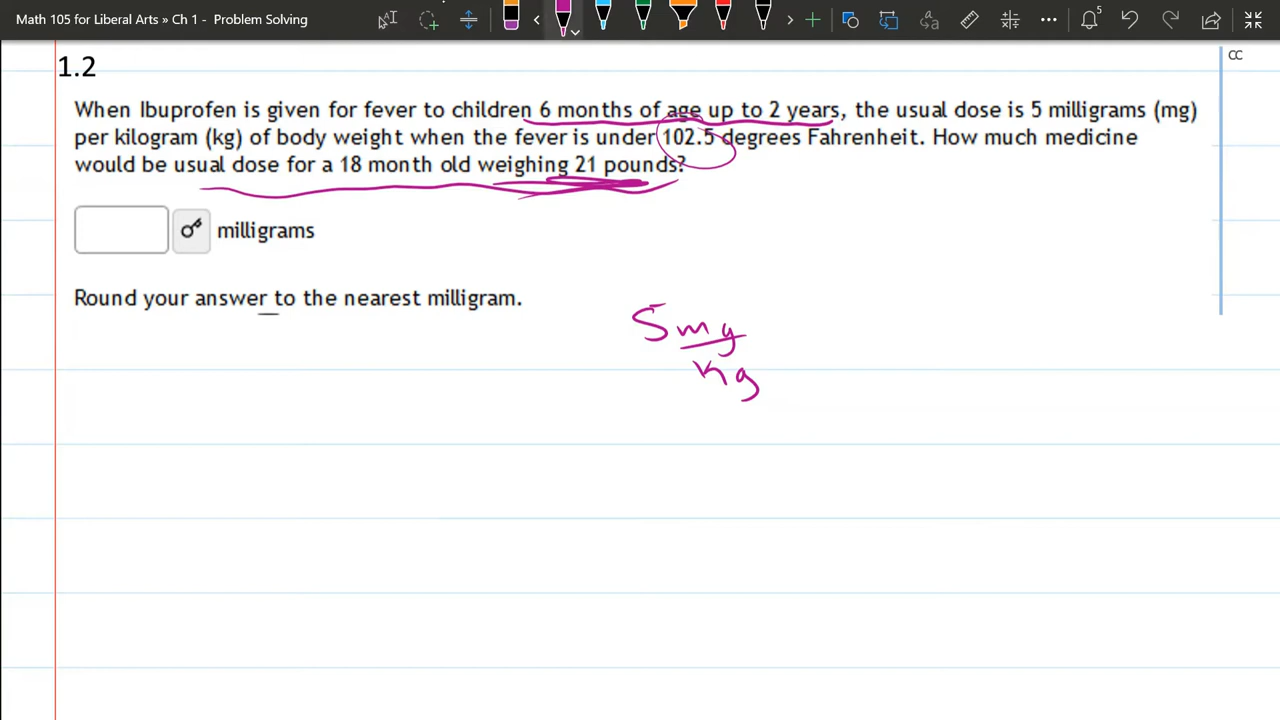 Math 105 for Liberal Arts » Ch 1 - Problem Solving
5
CC
1.2
When Ibuprofen is given for fever to children 6 months of age up to 2 years, the usual dose is 5 milligrams (mg)
per kilogram (kg) of body weight when the fever is under 102.5 degrees Fahrenheit. How much medicine
would be usual dose for a 18 month old weighing 21 pounds?
milligrams
Round your answer to the nearest milligram.
5 mg
kg